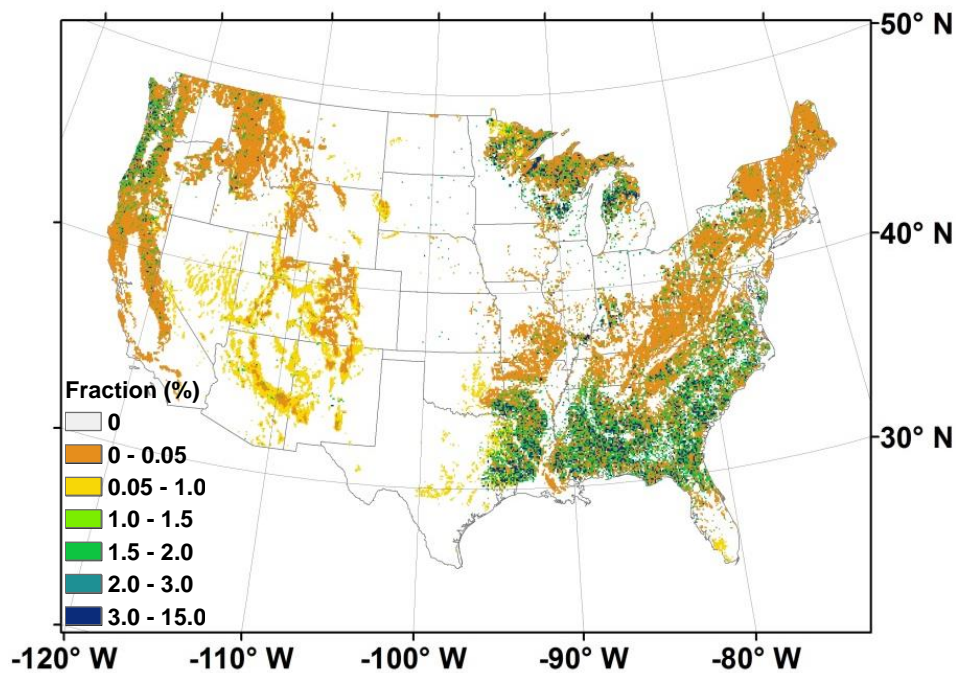 50° N
40° N
30° N
Fraction (%)
0
0 - 0.05
0.05 - 1.0
1.0 - 1.5
1.5 - 2.0
2.0 - 3.0
3.0 - 15.0
-120° W -110° W -100° W -90° W -80° W